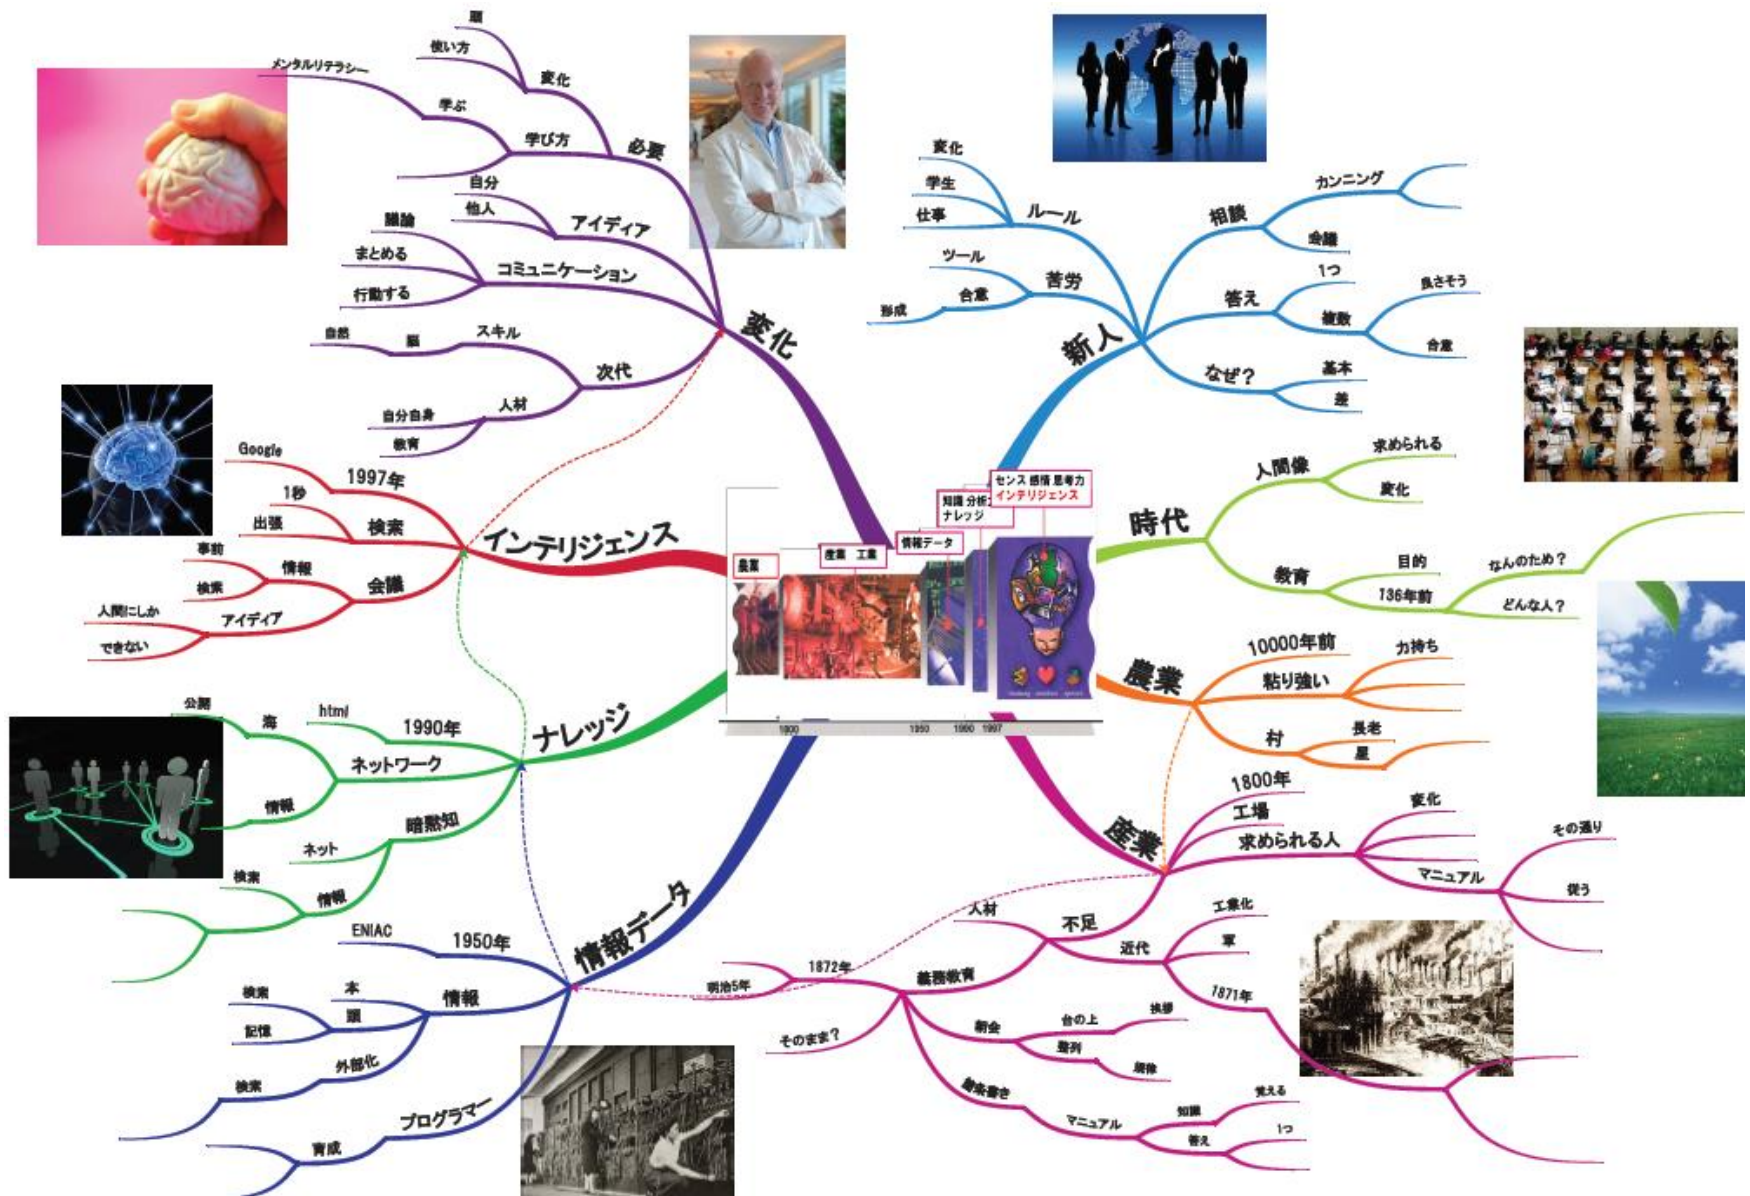 新人
ルール
変化
学生
仕事
苦労
ツール
合意
形成
相談
カンニング
会議
答え
1つ
複数
良さそう
合意
なぜ？
基本
差
時代
人間像
求められる
変化
教育
目的
136年前
なんのため？
どんな人？
農業
10000年前
粘り強い
力持ち
村
長老
星
産業
1800年
工場
求められる人
変化
マニュアル
その通り
従う
不足
人材
近代
工業化
軍
1871年
義務教育
1872年
明治5年
そのまま？
朝会
台の上
挨拶
整列
規律
箇条書き
マニュアル
知識
覚える
答え
1つ
情報データ
1950年
ENIAC
情報
本
頭
検索
記憶
外部化
検索
プログラマー
育成
ナレッジ
1990年
html
ネットワーク
海
公開
情報
暗黙知
ネット
情報
検索
インテリジェンス
1997年
Google
検索
1秒
出張
会議
情報
事前
検索
アイディア
人間にしか
できない
変化
必要
変化
頭
使い方
学び方
学ぶ
メンタルリテラシー
アイディア
自分
他人
コミュニケーション
議論
まとめる
行動する
次代
スキル
脳
自然
人材
自分自身
教育
センス 感情 思考力
インテリジェンス
知識 分析
ナレッジ
情報データ
産業 工業
農業
1800
1950
1990
1997